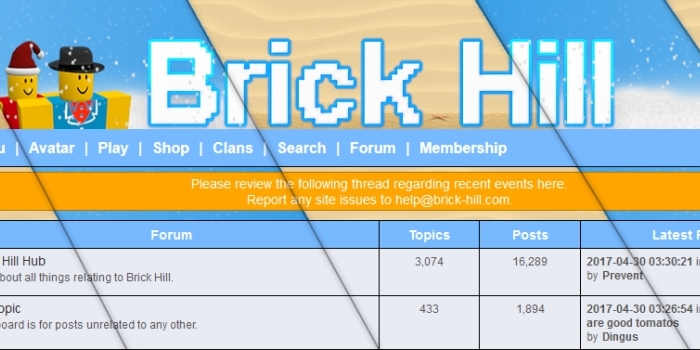 Brick Hill
u | Avatar | Play | Shop | Clans | Search | Forum | Membership
Please review the following thread regarding recent events here.
Report any site issues to help@brick-hill.com.
Forum Topics Posts Latest P
Hill Hub 3,074 16,289 2017-04-30 03:30:21 i
bout all things relating to Brick Hill. by Prevent
opic 433 1,894 2017-04-30 03:26:54 i
are good tomatos
oard is for posts unrelated to any other.
by Dingus